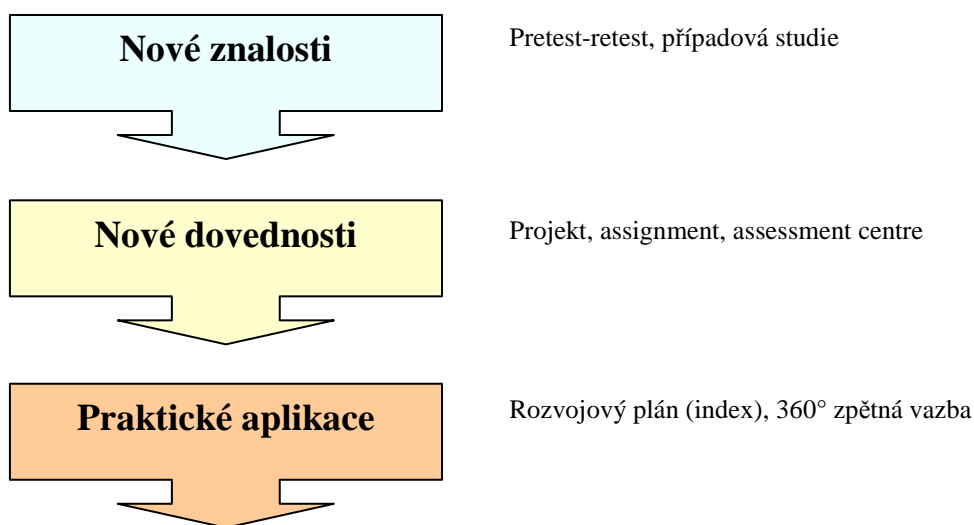 Nové znalosti
Pretest-retest, případová studie
Nové dovednosti
Projekt, assignment, assessment centre
Praktické aplikace
Rozvojový plán (index), 360° zpětná vazba